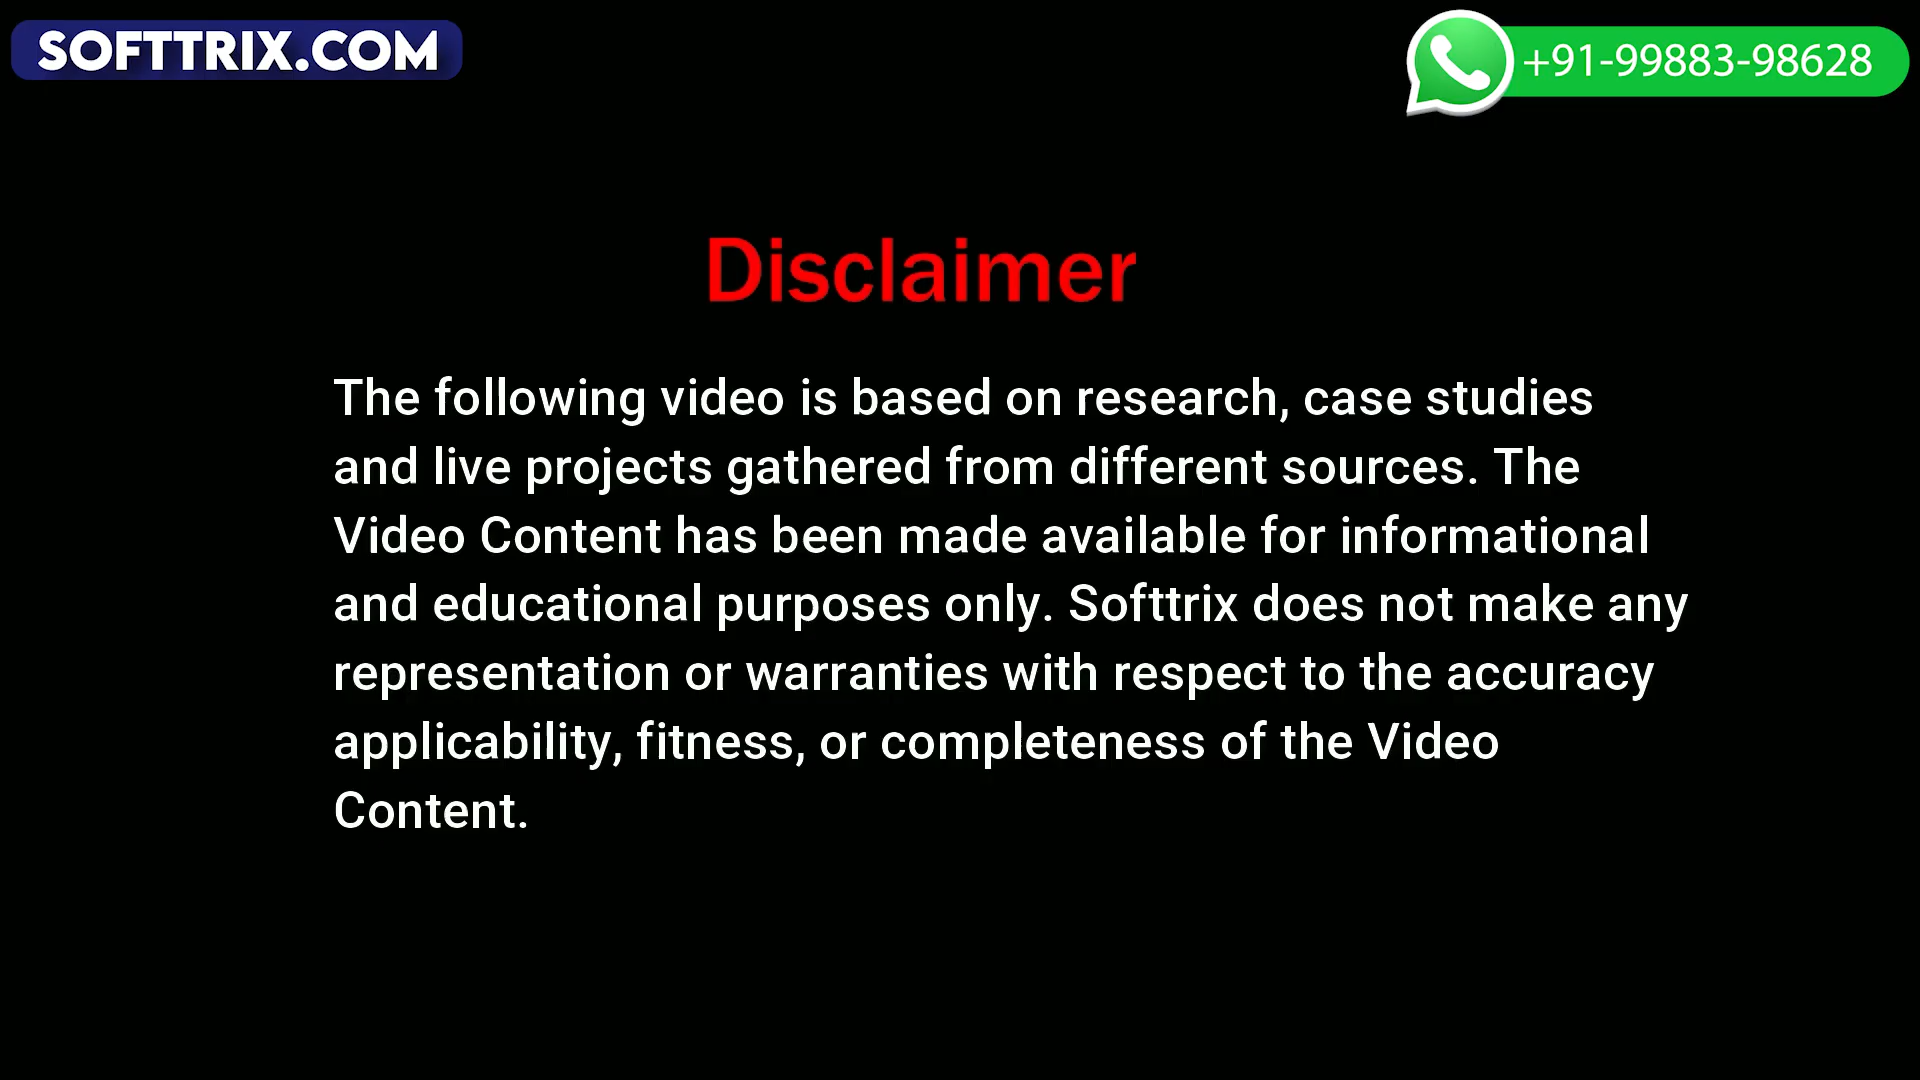 SOFTTRIX.COM
+91-99883-98628
Disclaimer
The following video is based on research, case studies
and live projects gathered from different sources. The
Video Content has been made available for informational
and educational purposes only. Softtrix does not make any
representation or warranties with respect to the accuracy
applicability, fitness, or completeness of the Video
Content.